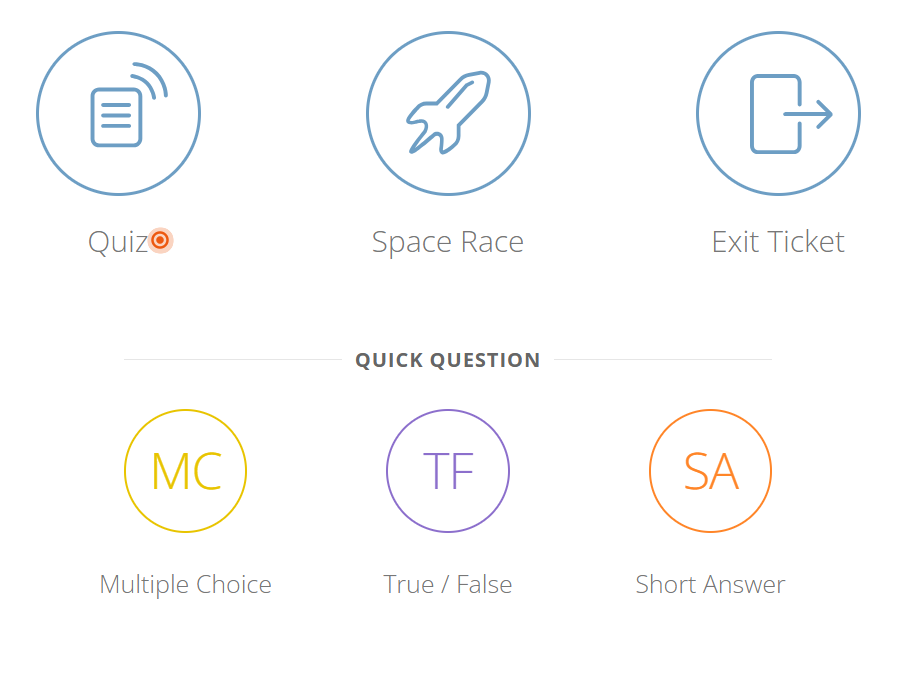 Quiz
Space Race
Exit Ticket
QUICK QUESTION
MC
TF
SA
Multiple Choice
True / False
Short Answer